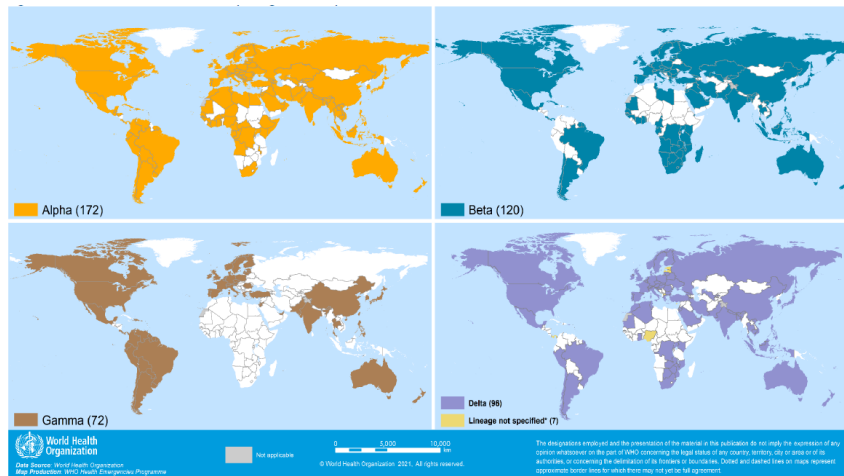 Alpha (172)
Beta (120)
Gamma (72)
Delta (96)
Lineage not specified* (7)
World Health
Organization
Data Source: World Health Organization
Map Production: WHO Health Emergencies Programme
Not applicable
0 5,000 10,000
km
© World Health Organization 2021, All rights reserved.
The designations employed and the presentation of the material in this publication do not imply the expression of any
opinion whatsoever on the part of WHO concerning the legal status of any country, territory, city or area or of its
authorities, or concerning the delimitation of its frontiers or boundaries. Dotted and dashed lines on maps represent
approximate border lines for which there may not yet be full agreement.